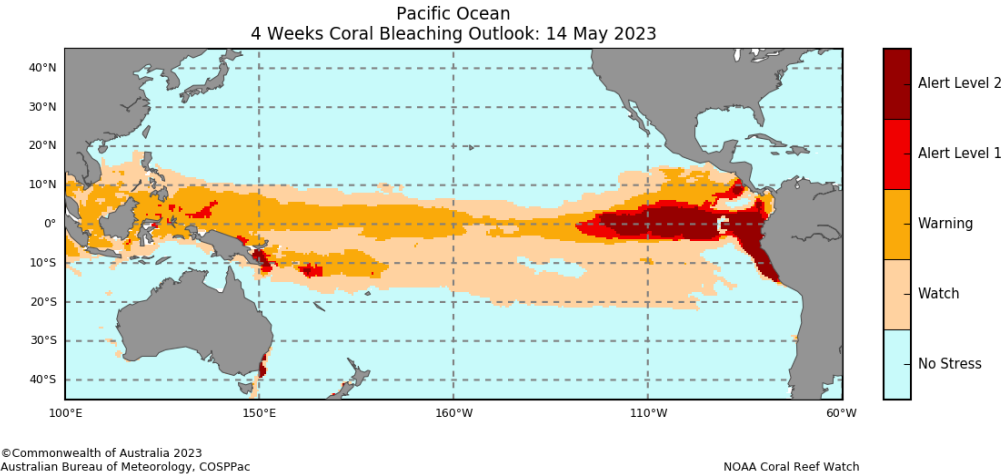 Pacific Ocean
4 Weeks Coral Bleaching Outlook: 14 May 2023
40°N
30°N
20°N
10°N
0°
10°S
20°S
30°S
40°S
100°E
150°E
160°W
110°W
60°W
Alert Level 2
Alert Level 1
Warning
Watch
No Stress
©Commonwealth of Australia 2023
Australian Bureau of Meteorology, COSPPac
NOAA Coral Reef Watch